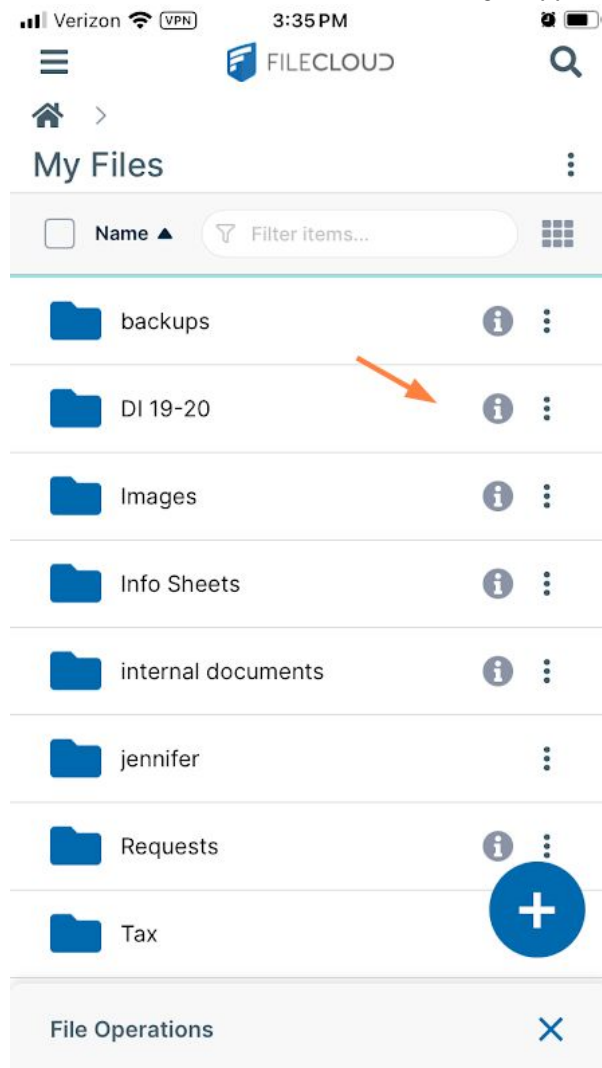 Verizon VPN 3:35 PM
FILECLOUD
My Files
Name Filter items...
backups
DI 19-20
Images
Info Sheets
internal documents
jennifer
Requests
Tax
File Operations